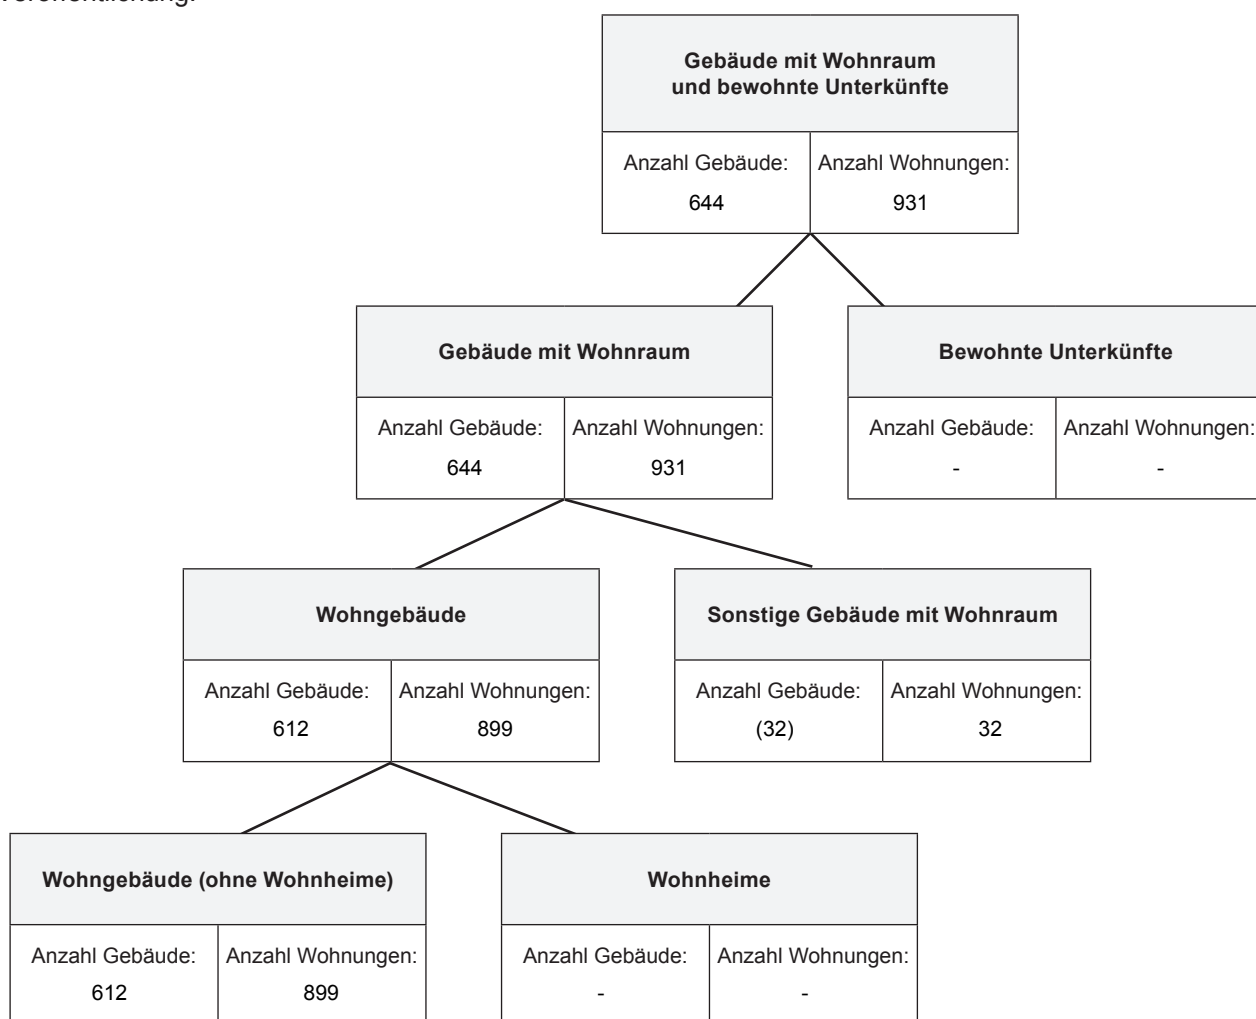 Veröffentlichung.
Gebäude mit Wohnraum
und bewohnte Unterkünfte
Anzahl Gebäude: Anzahl Wohnungen:
644 931
Gebäude mit Wohnraum
Anzahl Gebäude: Anzahl Wohnungen:
644 931
Bewohnte Unterkünfte
Anzahl Gebäude: Anzahl Wohnungen:
- -
Wohngebäude
Anzahl Gebäude: Anzahl Wohnungen:
612 899
Sonstige Gebäude mit Wohnraum
Anzahl Gebäude: Anzahl Wohnungen:
(32) 32
Wohngebäude (ohne Wohnheime)
Anzahl Gebäude: Anzahl Wohnungen:
612 899
Wohnheime
Anzahl Gebäude: Anzahl Wohnungen:
- -